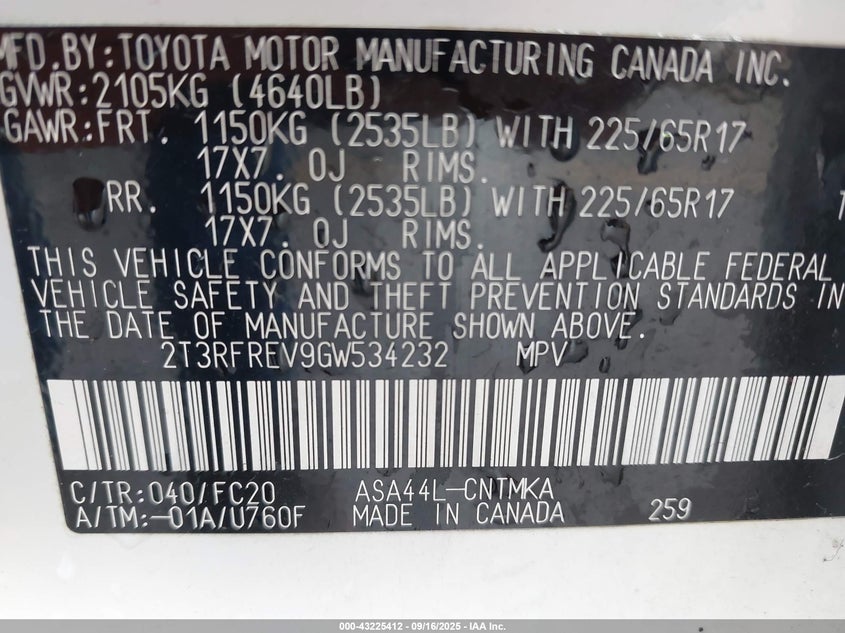 MFD.BY:TOYOTA MOTOR MANUFACTURING CANADA INC.
GVWR:2105KG (4640LB)
GAWR:FRT. 1150KG (2535LB) WITH 225/65R17
17X7.0J RIMS.
RR. 1150KG (2535LB) WITH 225/65R17
17X7.0J RIMS.
THIS VEHICLE CONFORMS TO ALL APPLICABLE FEDERAL
VEHICLE SAFETY AND THEFT PREVENTION STANDARDS IN
THE DATE OF MANUFACTURE SHOWN ABOVE.
2T3RFREV9GW534232 MPV
C/TR:040/FC20 ASA44L-CNTMKA
A/TM:-01A/U760F MADE IN CANADA 259
000-43225412 - 09/16/2025 - IAA Inc.